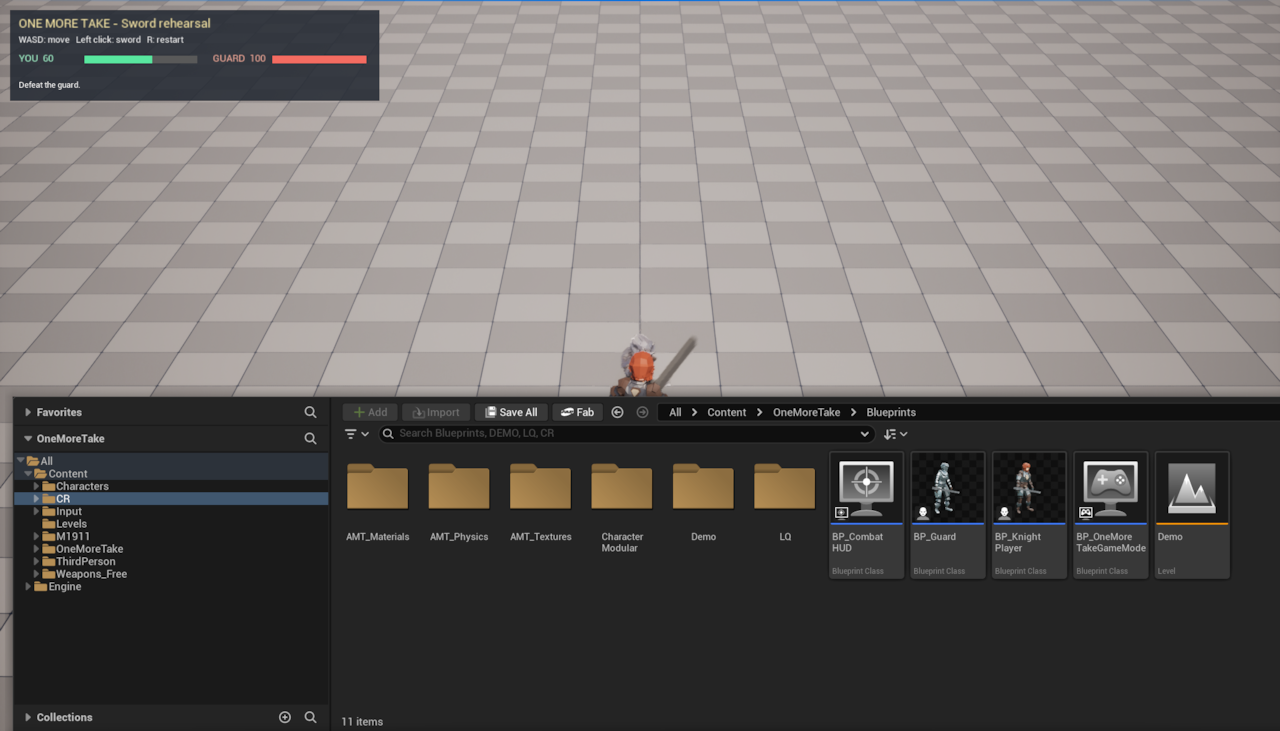 ONE MORE TAKE - Sword rehearsal
WASD: move Left click: sword R: restart
YOU 60 GUARD 100
Defeat the guard.
Favorites
OneMoreTake
All
Content
Characters
CR
Input
Levels
M1911
OneMoreTake
ThirdPerson
Weapons_Free
Engine
Collections
Add Import Save All Fab All > Content > OneMoreTake > Blueprints
Search Blueprints, DEMO, LQ, CR
AMT_Materials
AMT_Physics
AMT_Textures
Character
Modular
Demo
LQ
BP_Combat
HUD
Blueprint Class
BP_Guard
Blueprint Class
BP_Knight
Player
Blueprint Class
BP_OneMore
TakeGameMode
Blueprint Class
Demo
Level
11 items